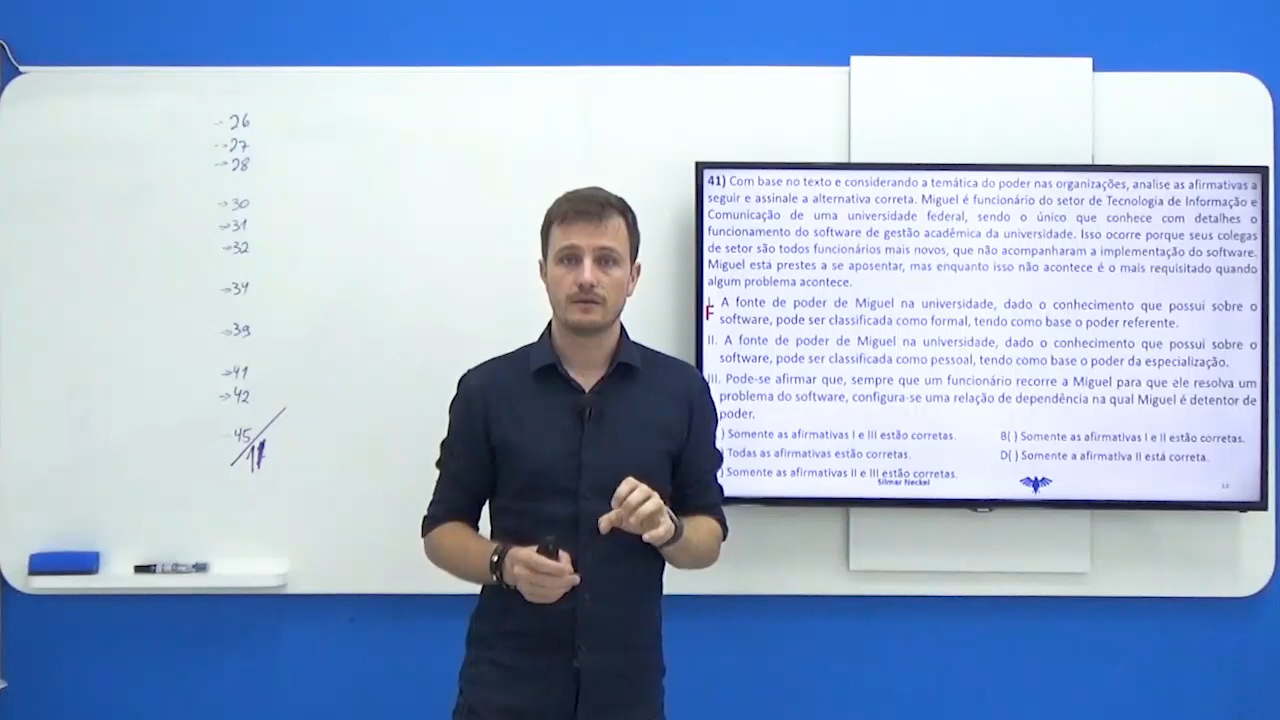 26
27
28
30
31
32
34
39
41
42
45
11
41) Com base no texto e considerando a temática do poder nas organizações, analise as afirmativas a
seguir e assinale a alternativa correta. Miguel é funcionário do setor de Tecnologia de Informação e
Comunicação de uma universidade federal, sendo o único que conhece com detalhes o
funcionamento do software de gestão acadêmica da universidade. Isso ocorre porque seus colegas
de setor são todos funcionários mais novos, que não acompanharam a implementação do software.
Miguel está prestes a se aposentar, mas enquanto isso não acontece é o mais requisitado quando
algum problema acontece.
I. A fonte de poder de Miguel na universidade, dado o conhecimento que possui sobre o
F software, pode ser classificada como formal, tendo como base o poder referente.
II. A fonte de poder de Miguel na universidade, dado o conhecimento que possui sobre o
software, pode ser classificada como pessoal, tendo como base o poder da especialização.
III. Pode-se afirmar que, sempre que um funcionário recorre a Miguel para que ele resolva um
problema do software, configura-se uma relação de dependência na qual Miguel é detentor de
poder.
) Somente as afirmativas I e III estão corretas. B( ) Somente as afirmativas I e II estão corretas.
) Todas as afirmativas estão corretas. D( ) Somente a afirmativa II está correta.
) Somente as afirmativas II e III estão corretas.
Silmar Neckel